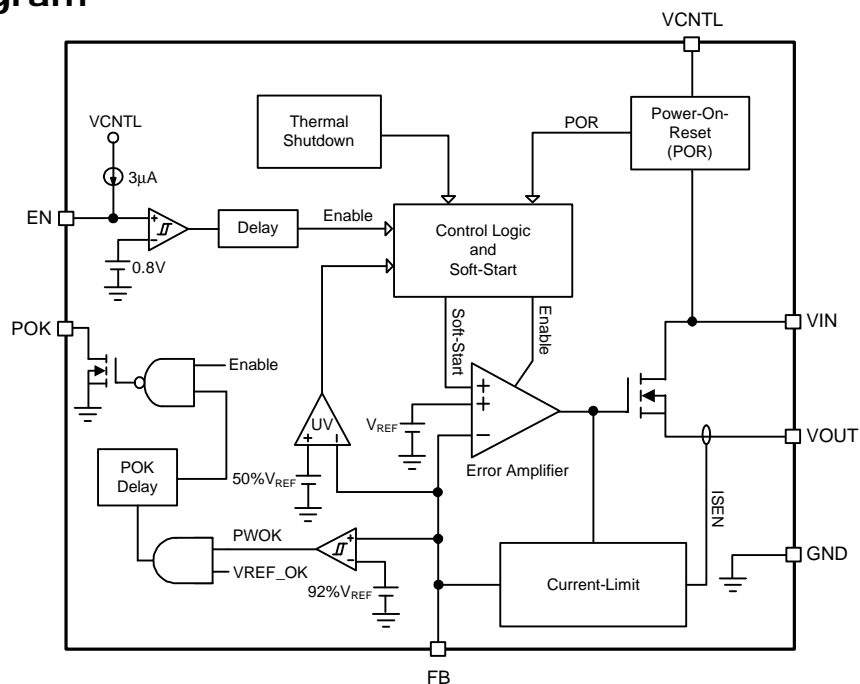 gram
VCNTL
VCNTL
3µA
Thermal
Shutdown
POR
Power-On-
Reset
(POR)
EN
+
−
Delay
Enable
0.8V
Control Logic
and
Soft-Start
POK
Enable
Soft-Start
Enable
VIN
UV
+
−
VREF
+
+
−
Error Amplifier
VOUT
POK
Delay
50%VREF
ISEN
PWOK
VREF_OK
+
−
92%VREF
Current-Limit
GND
FB